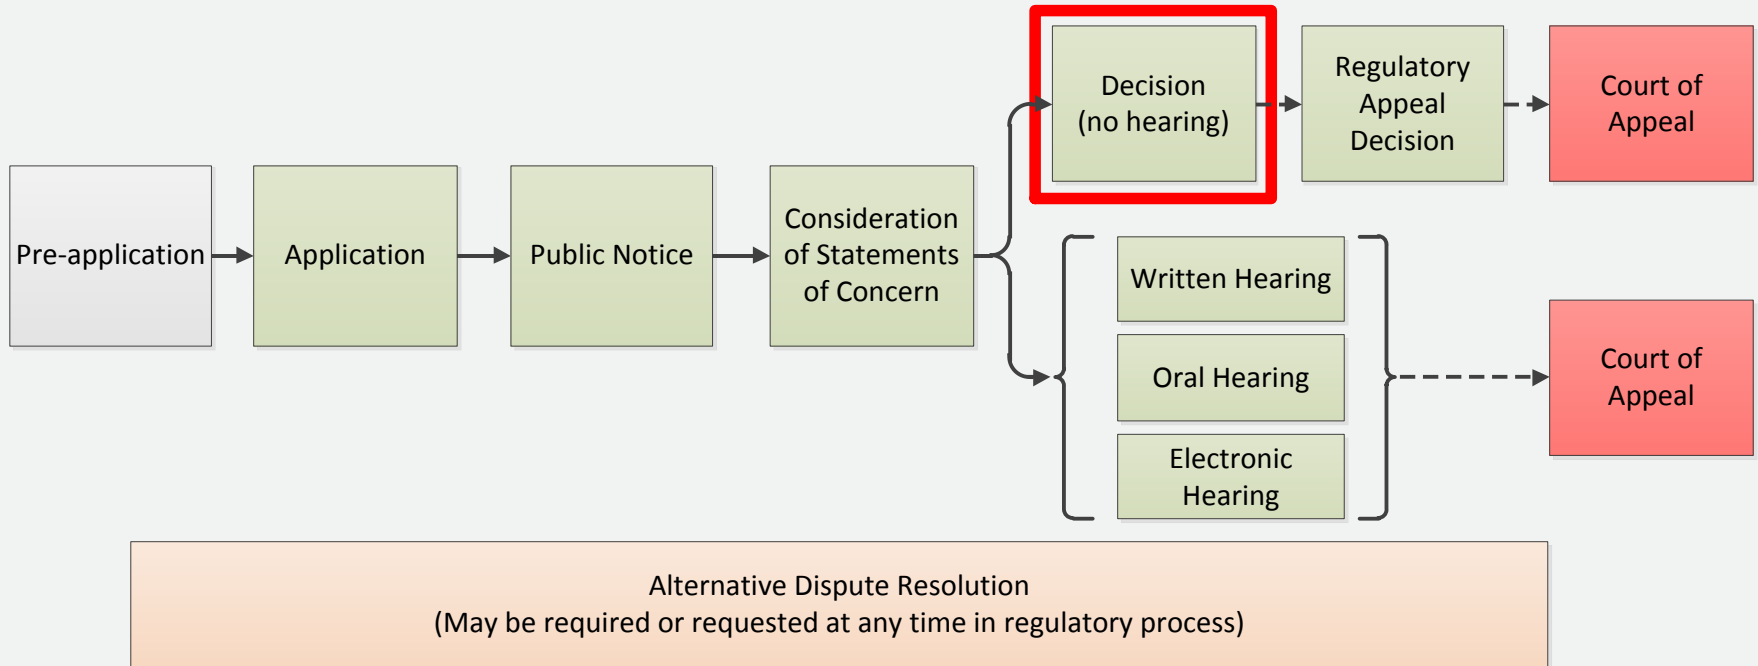 Pre-application
Application
Public Notice
Consideration
of Statements
of Concern
Decision
(no hearing)
Regulatory
Appeal
Decision
Court of
Appeal
Written Hearing
Oral Hearing
Electronic
Hearing
Court of
Appeal
Alternative Dispute Resolution
(May be required or requested at any time in regulatory process)